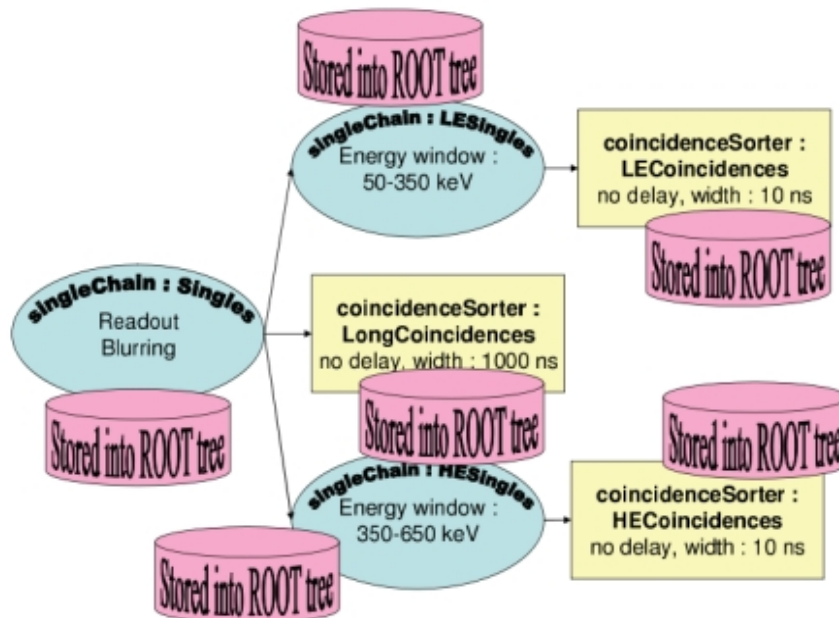 Stored into ROOT tree
singleChain : LESingles
Energy window :
50-350 keV
coincidenceSorter :
LECoincidences
no delay, width : 10 ns
Stored into ROOT tree
singleChain : Singles
Readout
Blurring
Stored into ROOT tree
coincidenceSorter :
LongCoincidences
no delay, width : 1000 ns
Stored into ROOT tree
singleChain : HESingles
Energy window :
350-650 keV
Stored into ROOT tree
Stored into ROOT tree
coincidenceSorter :
HECoincidences
no delay, width : 10 ns